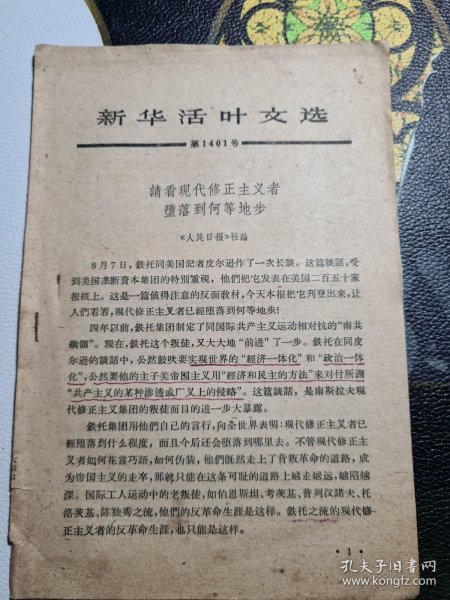 新华活叶文选
第1401号
請看現代修正主义者
墮落到何等地步
《人民日报》社論
8月7日，鉄托同美国記者皮尔逊作了一次长談。这篇談話，受
到美国垄断資本集团的特別重視，他們把它发表在美国二百五十家
报紙上。这是一篇值得注意的反面教材，今天本报把它刋登出来，让
人們看看，現代修正主义者已經墮落到何等地步！
四年以前，鉄托集团制定了同国际共产主义运动相对抗的“南共
綱領”。現在，鉄托这个叛徒，又大大地“前进”了一步。鉄托在同皮
尔逊的談話中，公然鼓吹要实現世界的“經济一体化”和“政治一体
化”，公然要他的主子美帝国主义用“經济和民主的方法”来对付所謂
“共产主义的某种渗透或广义上的侵略”。这篇談話，是南斯拉夫現
代修正主义集团的叛徒面目的进一步大暴露。
鉄托集团用他們自己的言行，向全世界表明：現代修正主义者已
經墮落到什么程度，而且今后还会墮落到哪里去。不管現代修正主
义者如何花言巧語，如何伪装，他們旣然走上了背叛革命的道路，成
为帝国主义的走卒，那就只能在这条可耻的道路上越走越远，越陷越
深。国际工人运动中的老叛徒，如伯恩斯坦、考茨基、普列汉諾夫、托
洛茨基、陈独秀之流，他們的反革命生涯是这样。鉄托之流的現代修
正主义者的反革命生涯，也只能是这样。
·1·
孔夫子旧书网